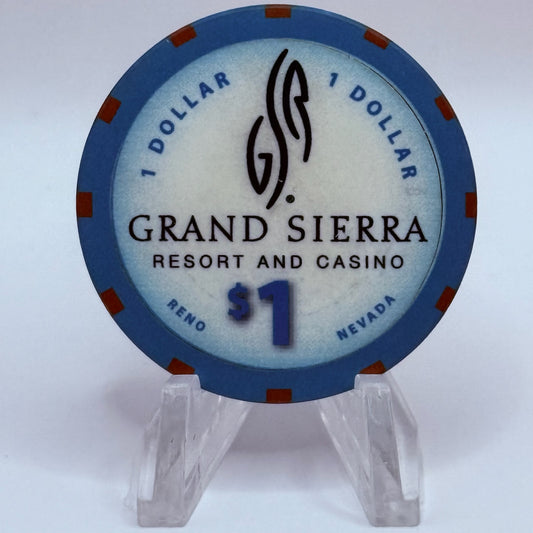 1 DOLLAR
1 DOLLAR
GSR®
GRAND SIERRA
RESORT AND CASINO
$1
RENO
NEVADA